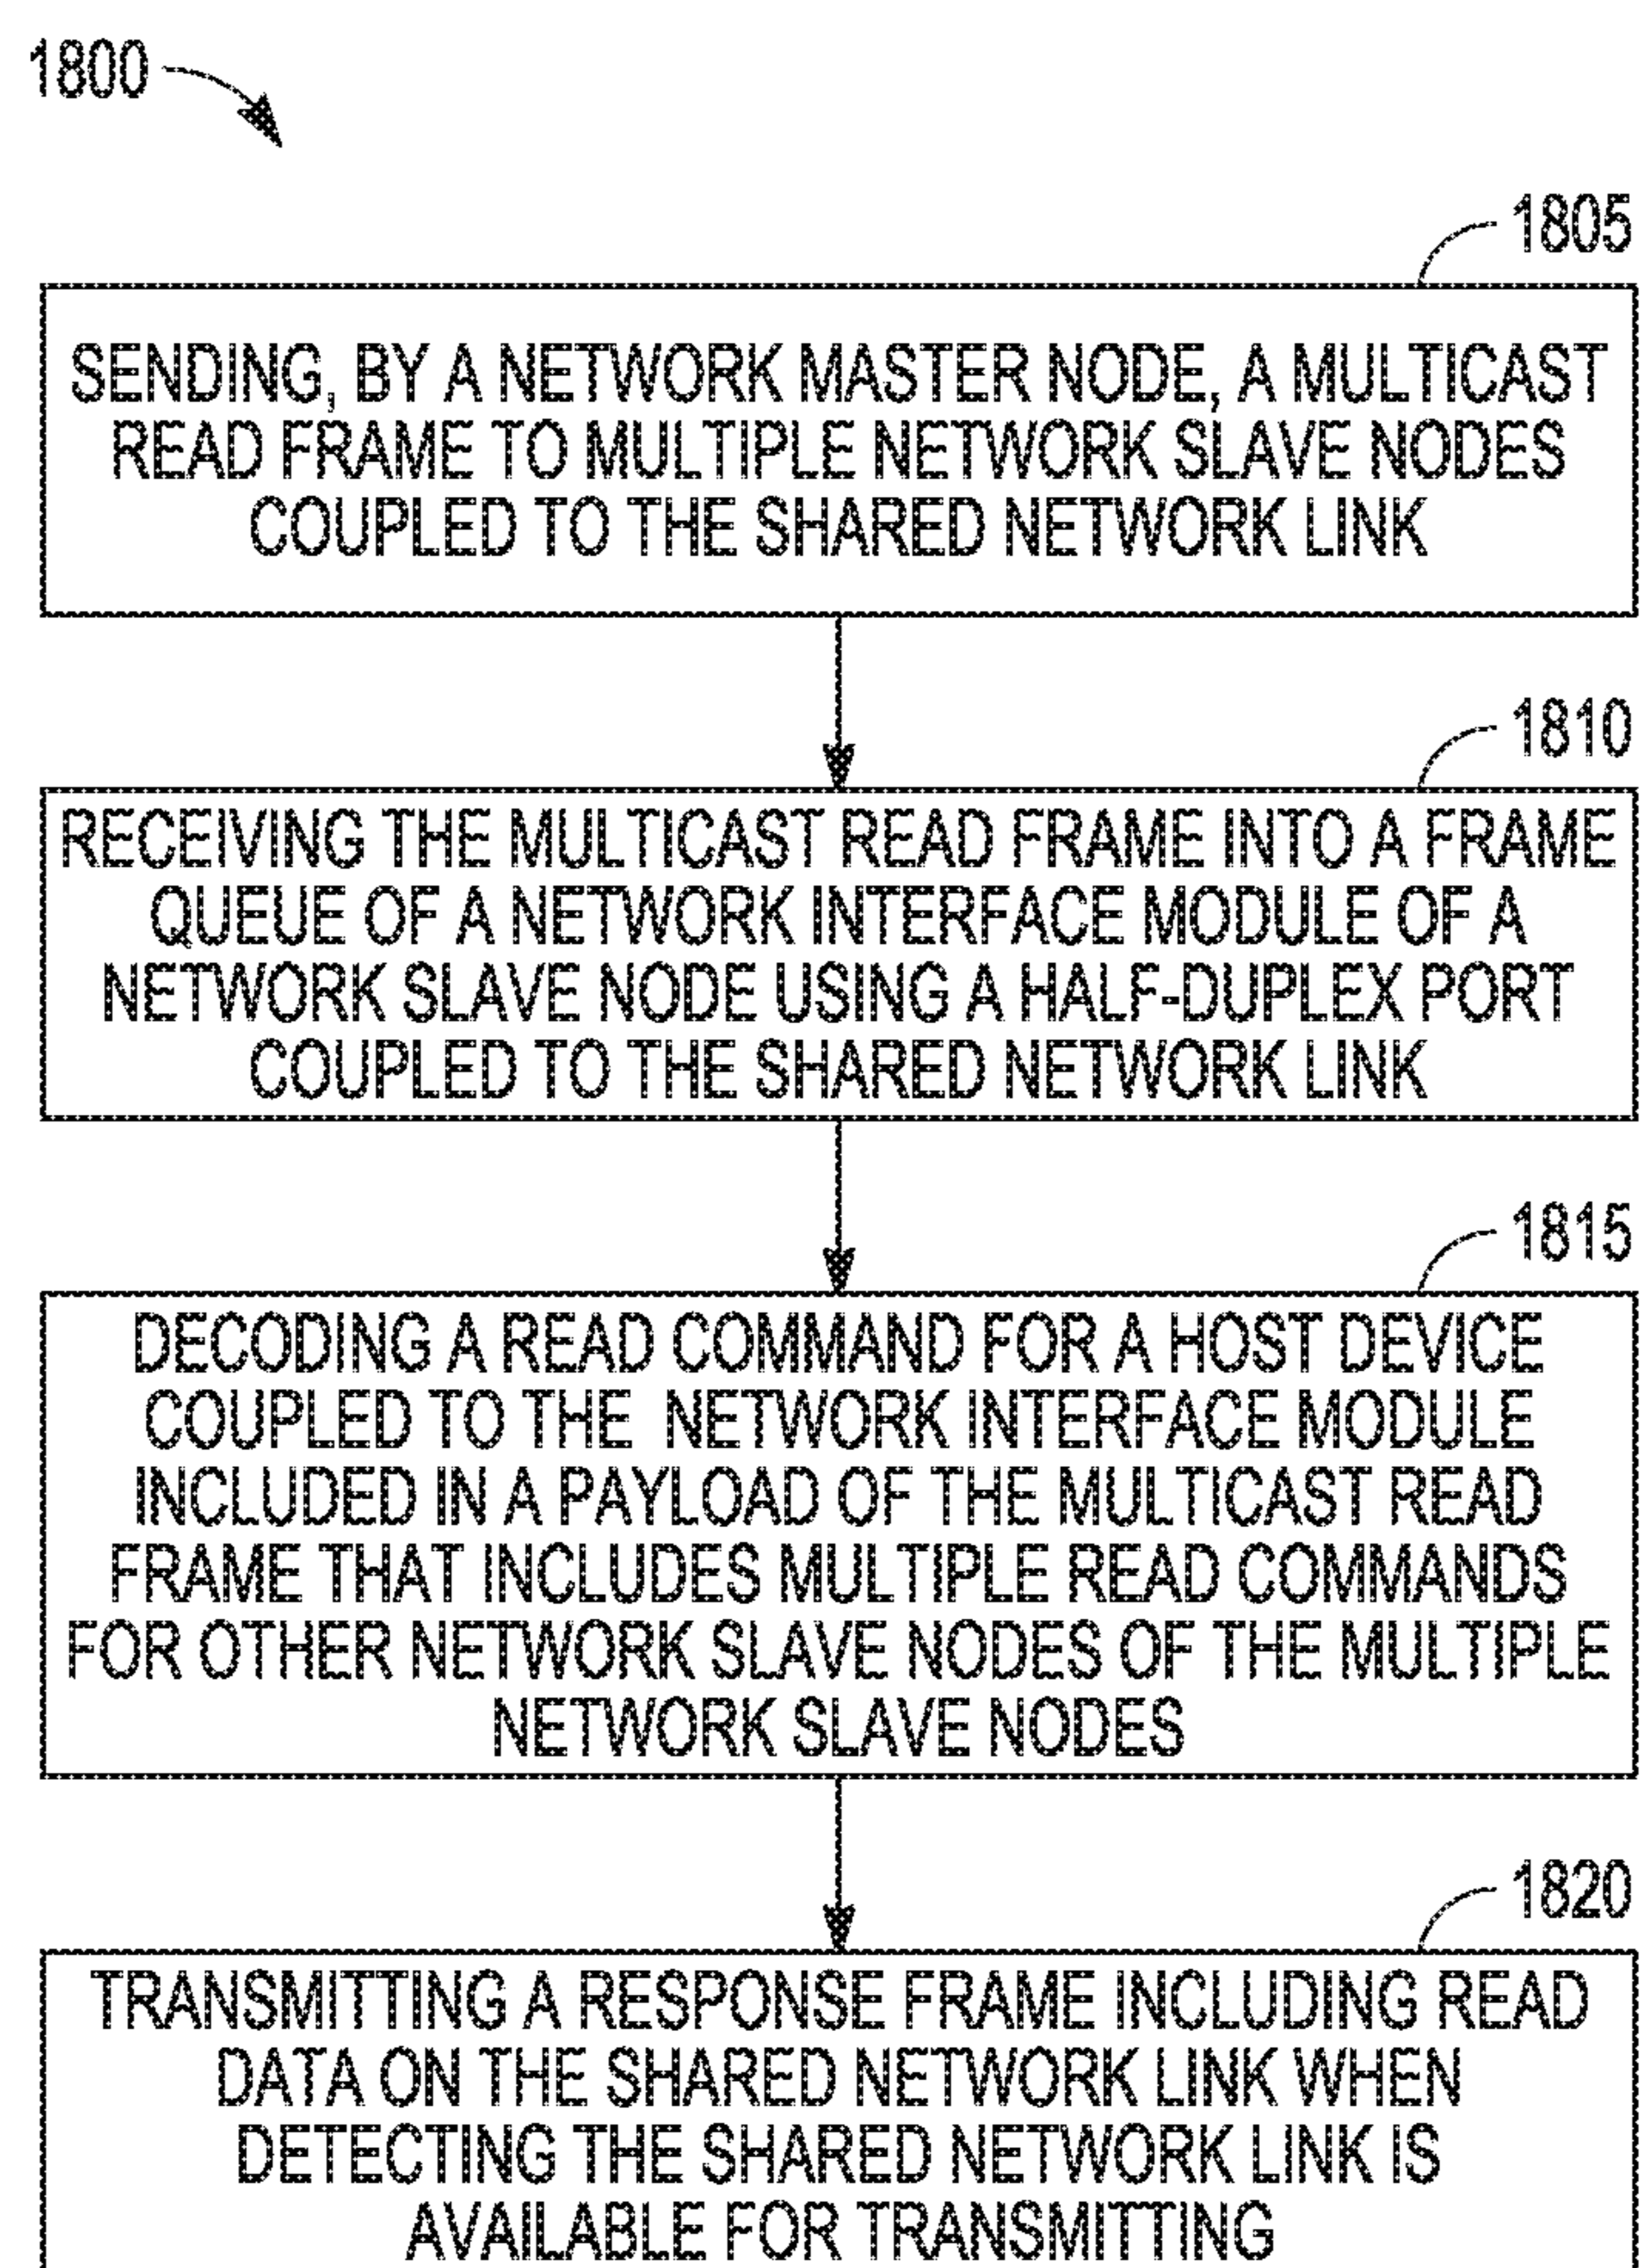 1800
1805
SENDING, BY A NETWORK MASTER NODE, A MULTICAST
READ FRAME TO MULTIPLE NETWORK SLAVE NODES
COUPLED TO THE SHARED NETWORK LINK
1810
RECEIVING THE MULTICAST READ FRAME INTO A FRAME
QUEUE OF A NETWORK INTERFACE MODULE OF A
NETWORK SLAVE NODE USING A HALF-DUPLEX PORT
COUPLED TO THE SHARED NETWORK LINK
1815
DECODING A READ COMMAND FOR A HOST DEVICE
COUPLED TO THE NETWORK INTERFACE MODULE
INCLUDED IN A PAYLOAD OF THE MULTICAST READ
FRAME THAT INCLUDES MULTIPLE READ COMMANDS
FOR OTHER NETWORK SLAVE NODES OF THE MULTIPLE
NETWORK SLAVE NODES
1820
TRANSMITTING A RESPONSE FRAME INCLUDING READ
DATA ON THE SHARED NETWORK LINK WHEN
DETECTING THE SHARED NETWORK LINK IS
AVAILABLE FOR TRANSMITTING